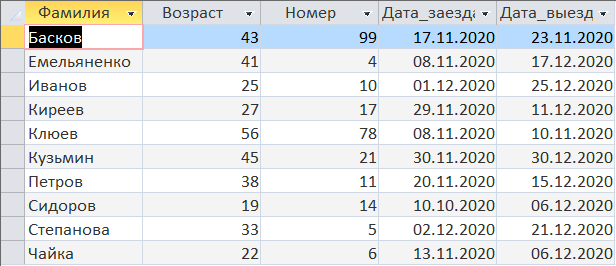 Фамилия Возраст Номер Дата_заезда Дата_выезд
Басков 43 99 17.11.2020 23.11.2020
Емельяненко 41 4 08.11.2020 17.12.2020
Иванов 25 10 01.12.2020 25.12.2020
Киреев 27 17 29.11.2020 11.12.2020
Клюев 56 78 08.11.2020 10.11.2020
Кузьмин 45 21 30.11.2020 30.12.2020
Петров 38 11 20.11.2020 15.12.2020
Сидоров 19 14 10.10.2020 06.12.2020
Степанова 33 5 02.12.2020 21.12.2020
Чайка 22 6 13.11.2020 06.12.2020